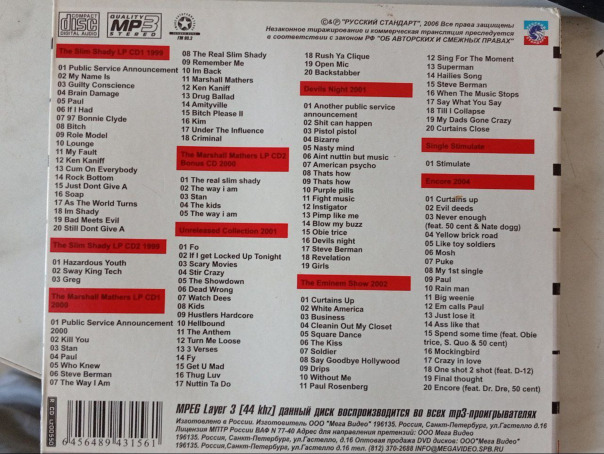 COMPACT
disc
DIGITAL AUDIO
QUALITY
MP3
STEREO
FM 90.2
©&℗ "РУССКИЙ СТАНДАРТ", 2006 Все права защищены
Незаконное тиражирование и коммерческая трансляция преследуется
в соответствии с законом РФ "ОБ АВТОРСКИХ И СМЕЖНЫХ ПРАВАХ"
The Slim Shady LP CD1 1999
01 Public Service Announcement
02 My Name Is
03 Guilty Conscience
04 Brain Damage
05 Paul
06 If I Had
07 97 Bonnie Clyde
08 Bitch
09 Role Model
10 Lounge
11 My Fault
12 Ken Kaniff
13 Cum On Everybody
14 Rock Bottom
15 Just Dont Give A
16 Soap
17 As The World Turns
18 Im Shady
19 Bad Meets Evil
20 Still Dont Give A
The Slim Shady LP CD2 1999
01 Hazardous Youth
02 Sway King Tech
03 Greg
The Marshall Mathers LP CD1
2000
01 Public Service Announcement
2000
02 Kill You
03 Stan
04 Paul
05 Who Knew
06 Steve Berman
07 The Way I Am
08 The Real Slim Shady
09 Remember Me
10 Im Back
11 Marshall Mathers
12 Ken Kaniff
13 Drug Ballad
14 Amityville
15 Bitch Please II
16 Kim
17 Under The Influence
18 Criminal
The Marshall Mathers LP CD2
Bonus CD 2000
01 The real slim shady
02 The way i am
03 Stan
04 The kids
05 The way i am
Unreleased Collection 2001
01 Fo
02 If I get Locked Up Tonight
03 Scary Movies
04 Stir Crazy
05 The Showdown
06 Dead Wrong
07 Watch Dees
08 Kids
09 Hustlers Hardcore
10 Hellbound
11 The Anthem
12 Turn Me Loose
13 3 Verses
14 Fy
15 Get U Mad
16 Thug Luv
17 Nuttin Ta Do
18 Rush Ya Clique
19 Open Mic
20 Backstabber
Devils Night 2001
01 Another public service
announcement
02 Shit can happen
03 Pistol pistol
04 Bizarre
05 Nasty mind
06 Aint nuttin but music
07 American psycho
08 Thats how
09 Thats how
10 Purple pills
11 Fight music
12 Instigator
13 Pimp like me
14 Blow my buzz
15 Obie trice
16 Devils night
17 Steve Berman
18 Revelation
19 Girls
The Eminem Show 2002
01 Curtains Up
02 White America
03 Business
04 Cleanin Out My Closet
05 Square Dance
06 The Kiss
07 Soldier
08 Say Goodbye Hollywood
09 Drips
10 Without Me
11 Paul Rosenberg
12 Sing For The Moment
13 Superman
14 Hailies Song
15 Steve Berman
16 When The Music Stops
17 Say What You Say
18 Till I Collapse
19 My Dads Gone Crazy
20 Curtains Close
Single Stimulate
01 Stimulate
Encore 2004
01 Curtains up
02 Evil deeds
03 Never enough
(feat. 50 cent & Nate dogg)
04 Yellow brick road
05 Like toy soldiers
06 Mosh
07 Puke
08 My 1st single
09 Paul
10 Rain man
11 Big weenie
12 Em calls Paul
13 Just lose it
14 Ass like that
15 Spend some time (feat. Obie
trice, S. Quo & 50 cent)
16 Mockingbird
17 Crazy in love
18 One shot 2 shot (feat. D-12)
19 Final thought
20 Encore (feat. Dr. Dre, 50 cent)
6 456489 431561
MPEG Layer 3 [44 khz] данный диск воспроизводится во всех mp3-проигрывателях
Изготовлено в России. Изготовитель ООО "Мега Видео" 196135. Россия, Санкт-Петербург, ул.Гастелло д.16
Лицензия МПТР России ВАФ N 77-40 Адрес для направления претензий: ООО "Мега Видео"
196135. Россия, Санкт-Петербург, ул.Гастелло, д.16 Оптовая продажа DVD дисков: ООО"Мега Видео"
196135. Россия, Санкт-Петербург, ул.Гастелло, д.16 тел. (812) 370-2688 INFO@MEGAVIDEO.SPB.RU